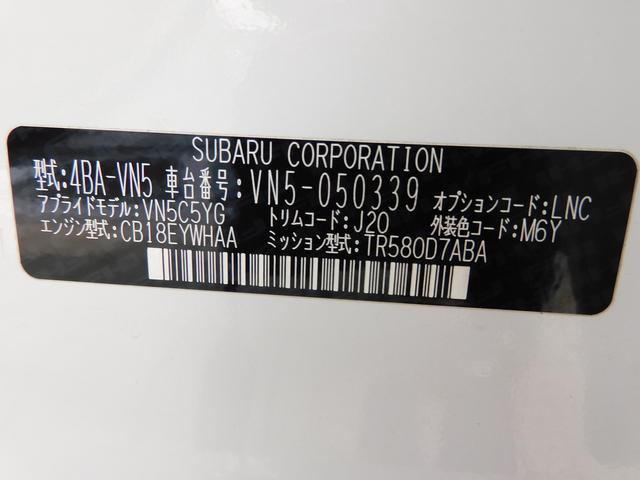 SUBARU CORPORATION
型式:4BA-VN5 車台番号:VN5-050339 オプションコード:LNC
アプライドモデル:VN5C5YG トリムコード:J20 外装色コード:M6Y
エンジン型式:CB18EYWHAA ミッション型式:TR580D7ABA